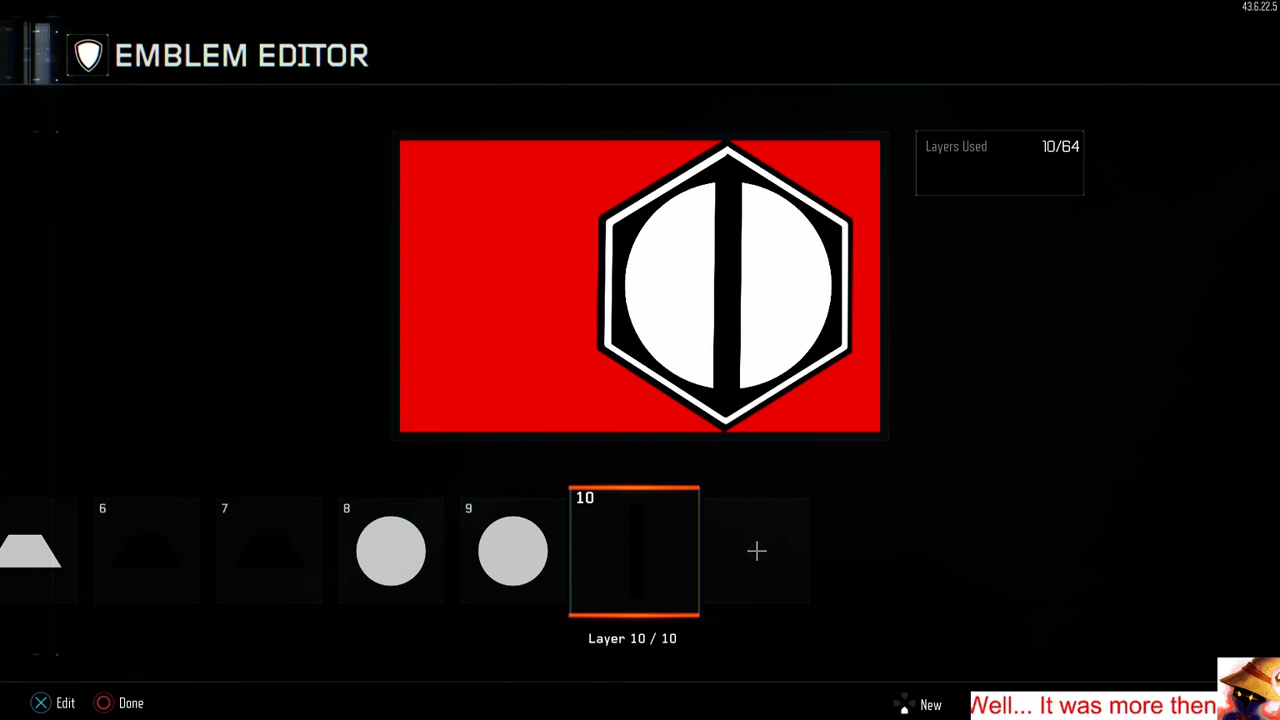 43.6.22.5
EMBLEM EDITOR
Layers Used 10/64
6 7 8 9 10
Layer 10 / 10
Edit Done New
Well... It was more then